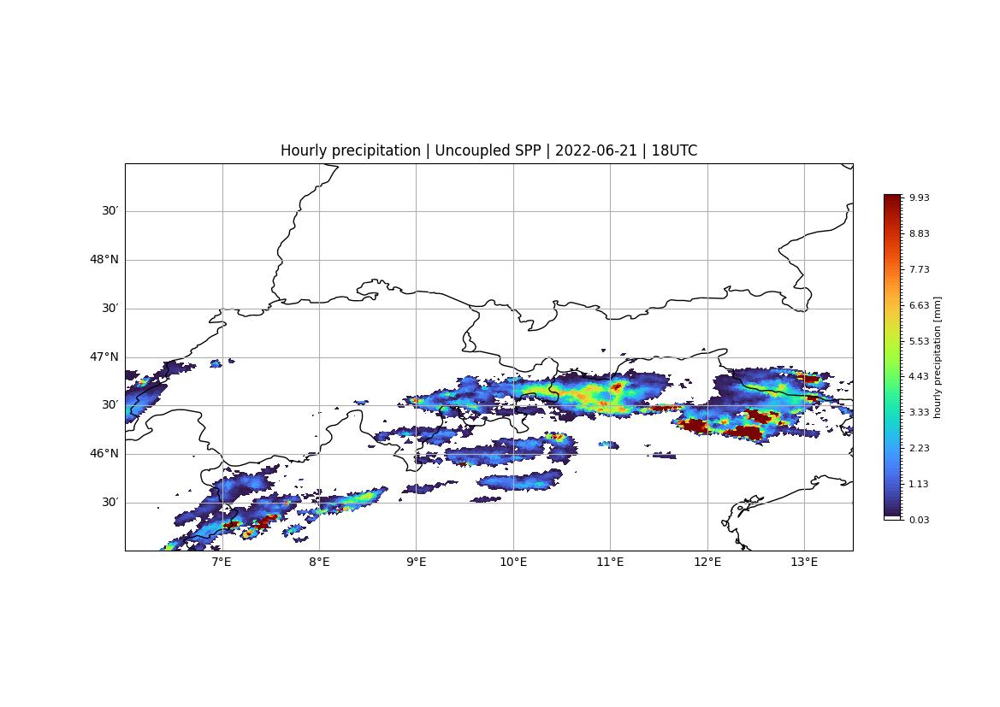 Hourly precipitation | Uncoupled SPP | 2022-06-21 | 18UTC
30′
48°N
30′
47°N
30′
46°N
30′
7°E 8°E 9°E 10°E 11°E 12°E 13°E
9.93
8.83
7.73
6.63
5.53
4.43
3.33
2.23
1.13
0.03
hourly precipitation [mm]